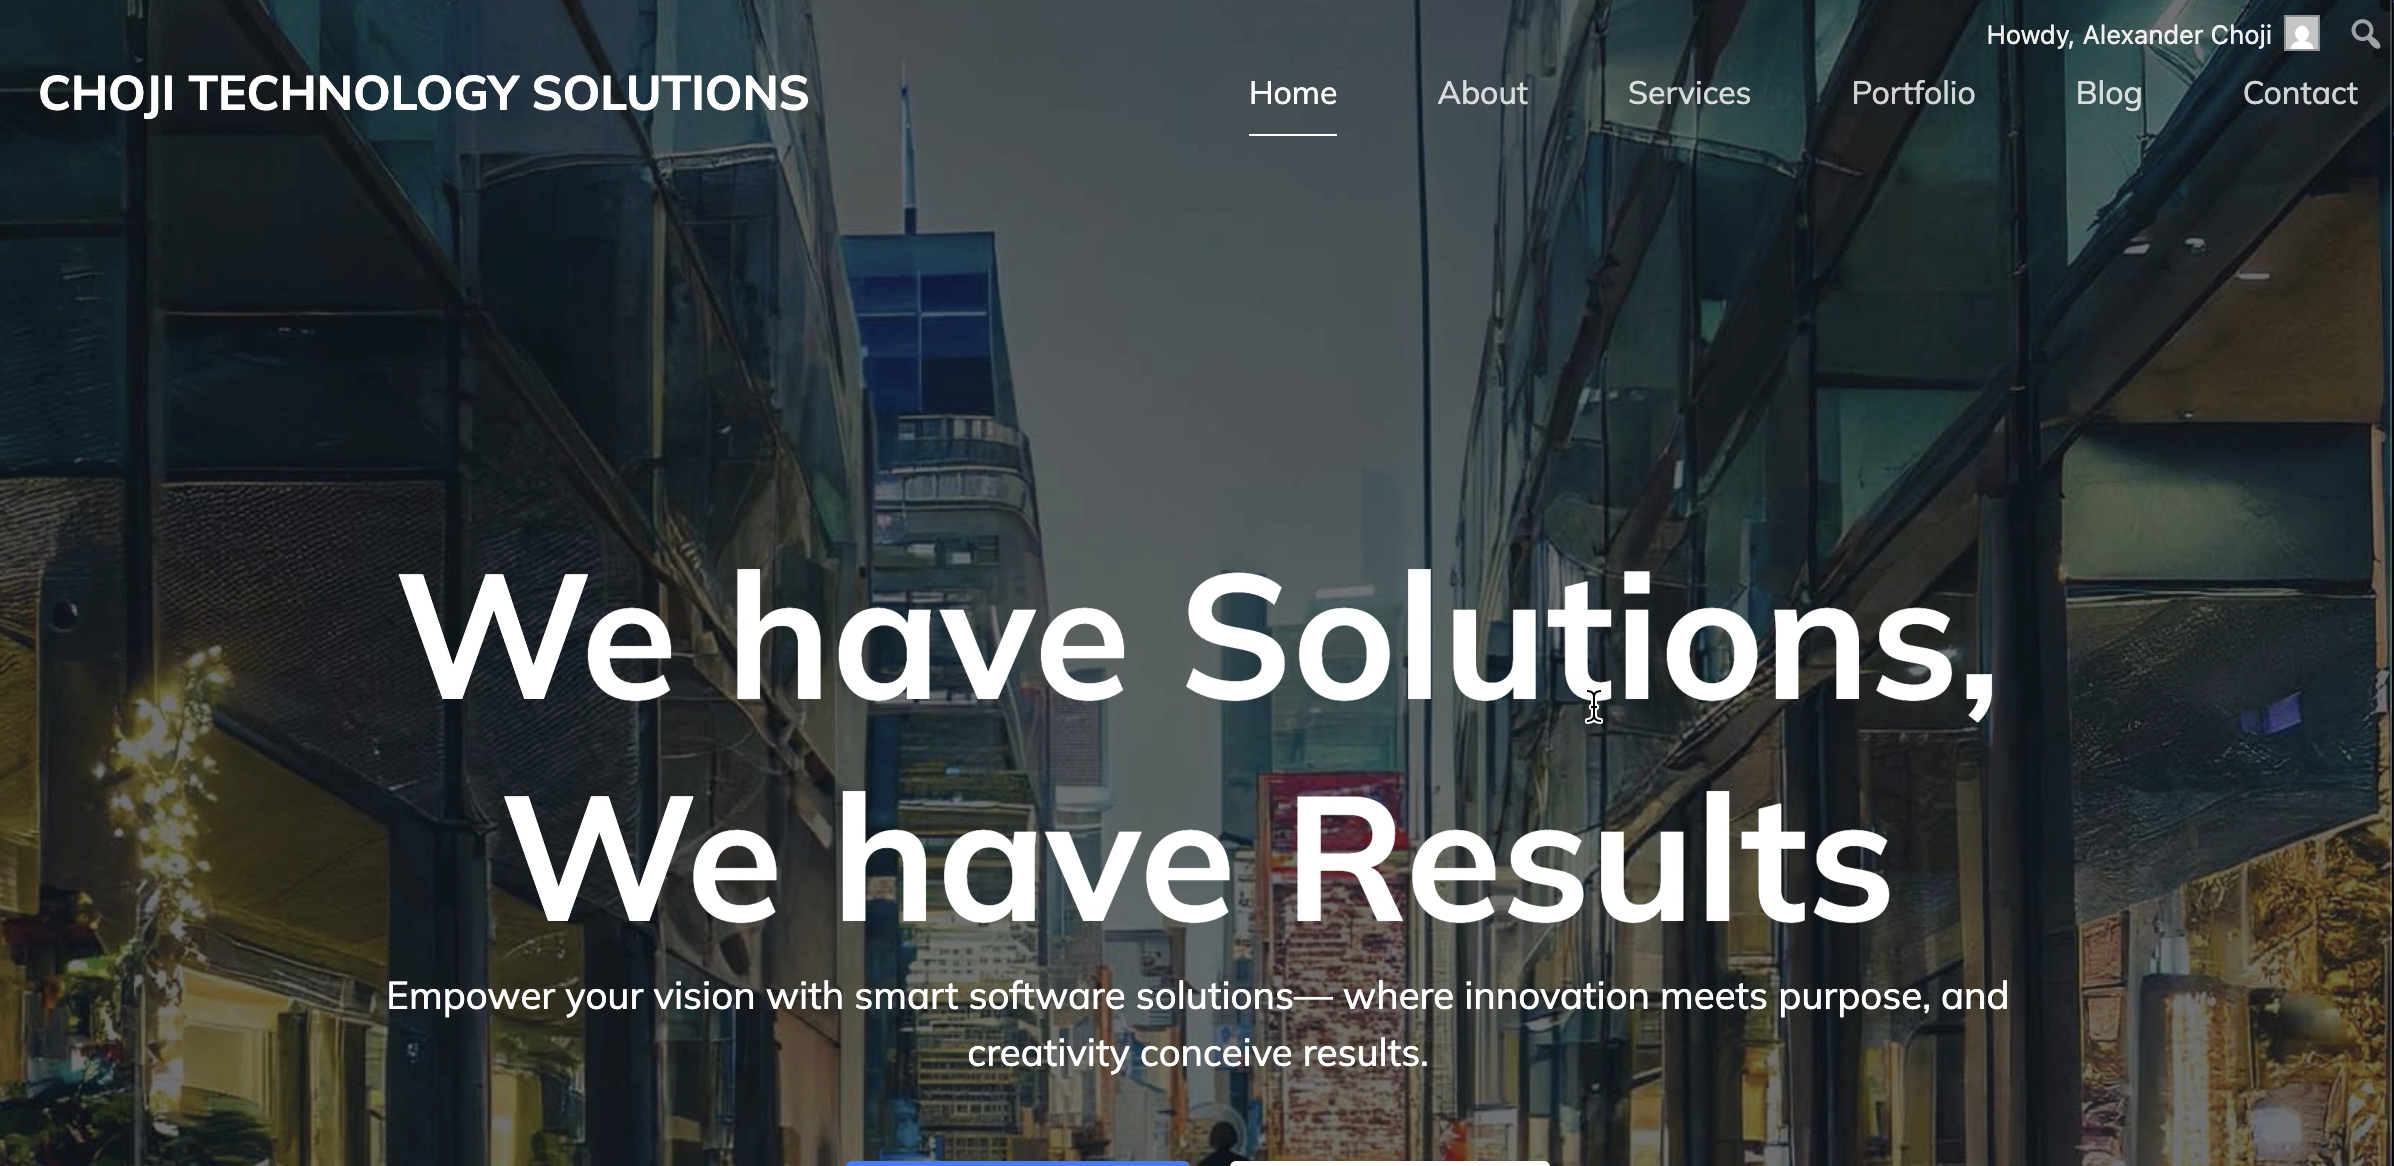 Howdy, Alexander Choji
CHOJI TECHNOLOGY SOLUTIONS
Home About Services Portfolio Blog Contact
We have Solutions,
We have Results
Empower your vision with smart software solutions— where innovation meets purpose, and
creativity conceive results.